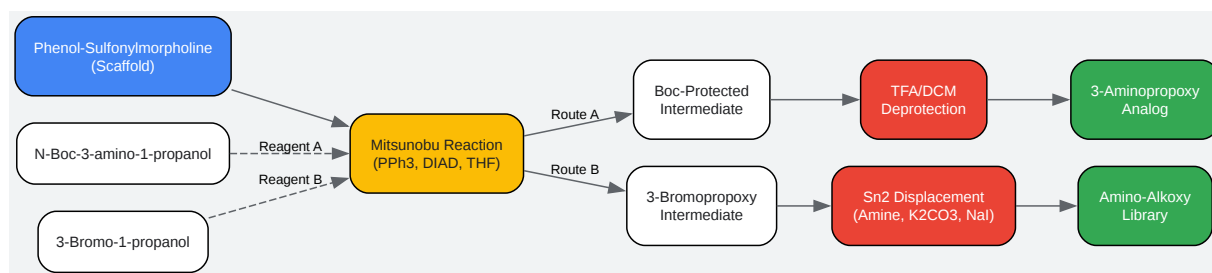 Phenol-Sulfonylmorpholine
(Scaffold)
N-Boc-3-amino-1-propanol
3-Bromo-1-propanol
Reagent A
Reagent B
Mitsunobu Reaction
(PPh3, DIAD, THF)
Route A
Route B
Boc-Protected
Intermediate
TFA/DCM
Deprotection
3-Aminopropoxy
Analog
3-Bromopropoxy
Intermediate
Sn2 Displacement
(Amine, K2CO3, NaI)
Amino-Alkoxy
Library